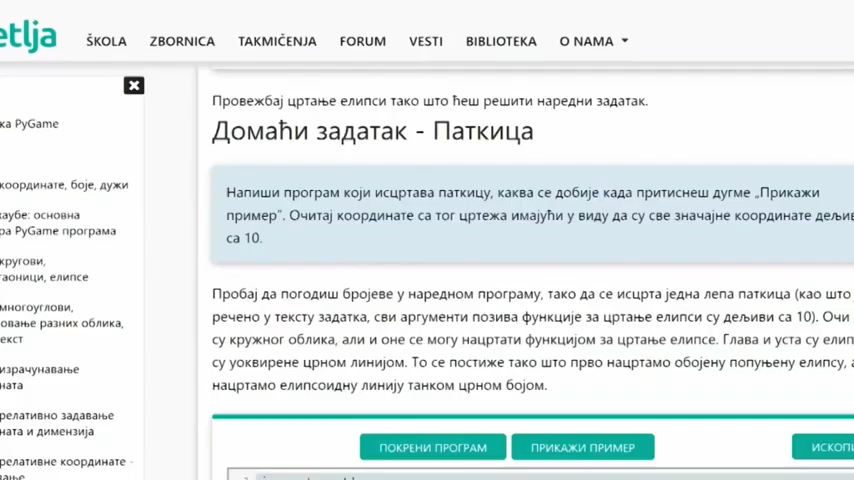 etlja
ŠKOLA ZBORNICA TAKMIČENJA FORUM VESTI BIBLIOTEKA O NAMA
ка PyGame
координате, боје, дужи
каубе: основна
ра PyGame програма
кругови,
гаоници, елипсе
многоуглови,
овање разних облика,
екст
израчунавање
ната
релативно задавање
ната и димензија
релативне координате -
Провежбај цртање елипси тако што ћеш решити наредни задатак.
Домаћи задатак - Паткица
Напиши програм који исцртава паткицу, каква се добије када притиснеш дугме „Прикажи
пример“. Очитај координате са тог цртежа имајући у виду да су све значајне координате дељив
са 10.
Пробај да погодиш бројеве у наредном програму, тако да се исцрта једна лепа паткица (као што ј
речено у тексту задатка, сви аргументи позива функције за цртање елипси су дељиви са 10). Очи
су кружног облика, али и оне се могу нацртати функцијом за цртање елипсе. Глава и уста су елип
су уоквирене црном линијом. То се постиже тако што прво нацртамо обојену попуњену елипсу, а
нацртамо елипсоидну линију танком црном бојом.
ПОКРЕНИ ПРОГРАМ ПРИКАЖИ ПРИМЕР ИСКОПИ